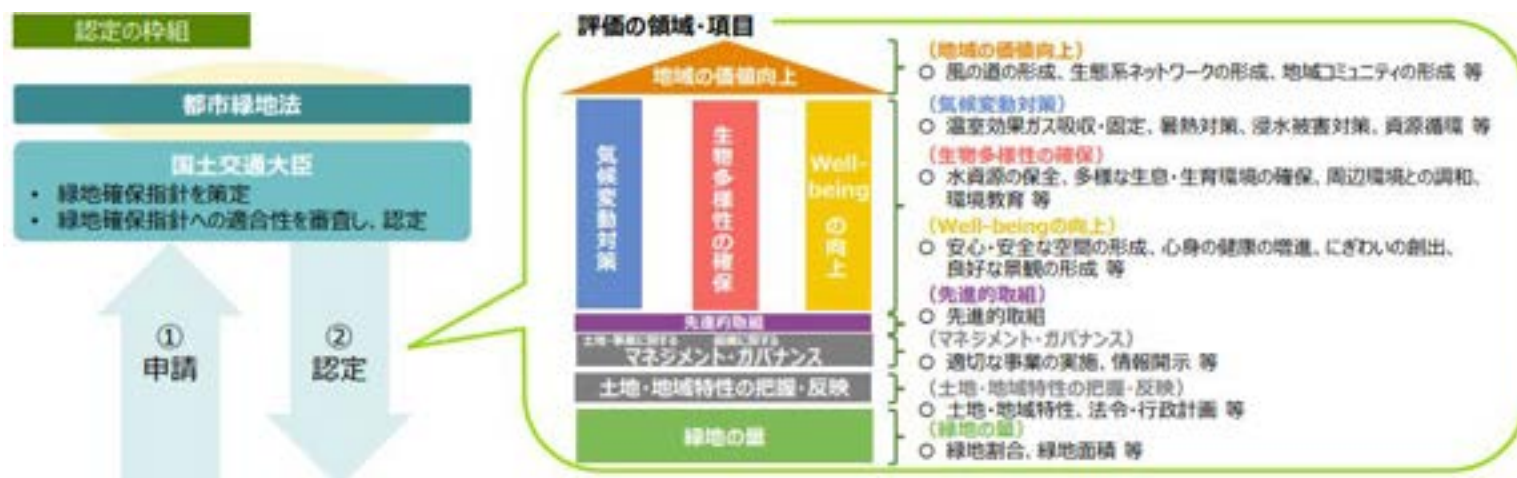 認定の枠組
都市緑地法
国土交通大臣
• 緑地確保指針を策定
• 緑地確保指針への適合性を審査し、認定
①
申請
②
認定
評価の領域・項目
地域の価値向上
気候変動対策
生物多様性の確保
Well-
beingの向上
先進的取組
土地・事業に関する 組織に関する
マネジメント・ガバナンス
土地・地域特性の把握・反映
緑地の量
(地域の価値向上)
○ 風の道の形成、生態系ネットワークの形成、地域コミュニティの形成 等
(気候変動対策)
○ 温室効果ガス吸収・固定、暑熱対策、浸水被害対策、資源循環 等
(生物多様性の確保)
○ 水資源の保全、多様な生息・生育環境の確保、周辺環境との調和、
環境教育 等
(Well-beingの向上)
○ 安心・安全な空間の形成、心身の健康の増進、にぎわいの創出、
良好な景観の形成 等
(先進的取組)
○ 先進的取組
(マネジメント・ガバナンス)
○ 適切な事業の実施、情報開示 等
(土地・地域特性の把握・反映)
○ 土地・地域特性、法令・行政計画 等
(緑地の量)
○ 緑地割合、緑地面積 等